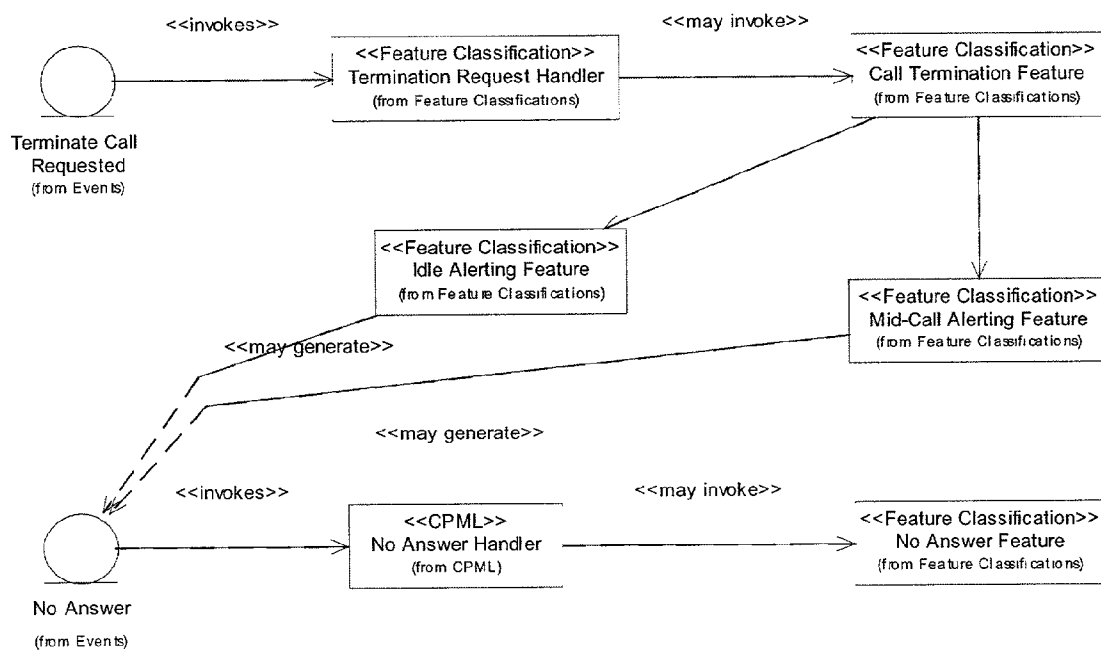 <<invokes>>
<<may invoke>>
<<Feature Classification>>
Termination Request Handler
(from Feature Classifications)
<<Feature Classification>>
Call Termination Feature
(from Feature Classifications)
Terminate Call
Requested
(from Events)
<<Feature Classification>>
Idle Alerting Feature
(from Feature Classifications)
<<Feature Classification>>
Mid-Call Alerting Feature
(from Feature Classifications)
<<may generate>>
<<may generate>>
<<invokes>>
<<may invoke>>
<<CPML>>
No Answer Handler
(from CPML)
<<Feature Classification>>
No Answer Feature
(from Feature Classifications)
No Answer
(from Events)